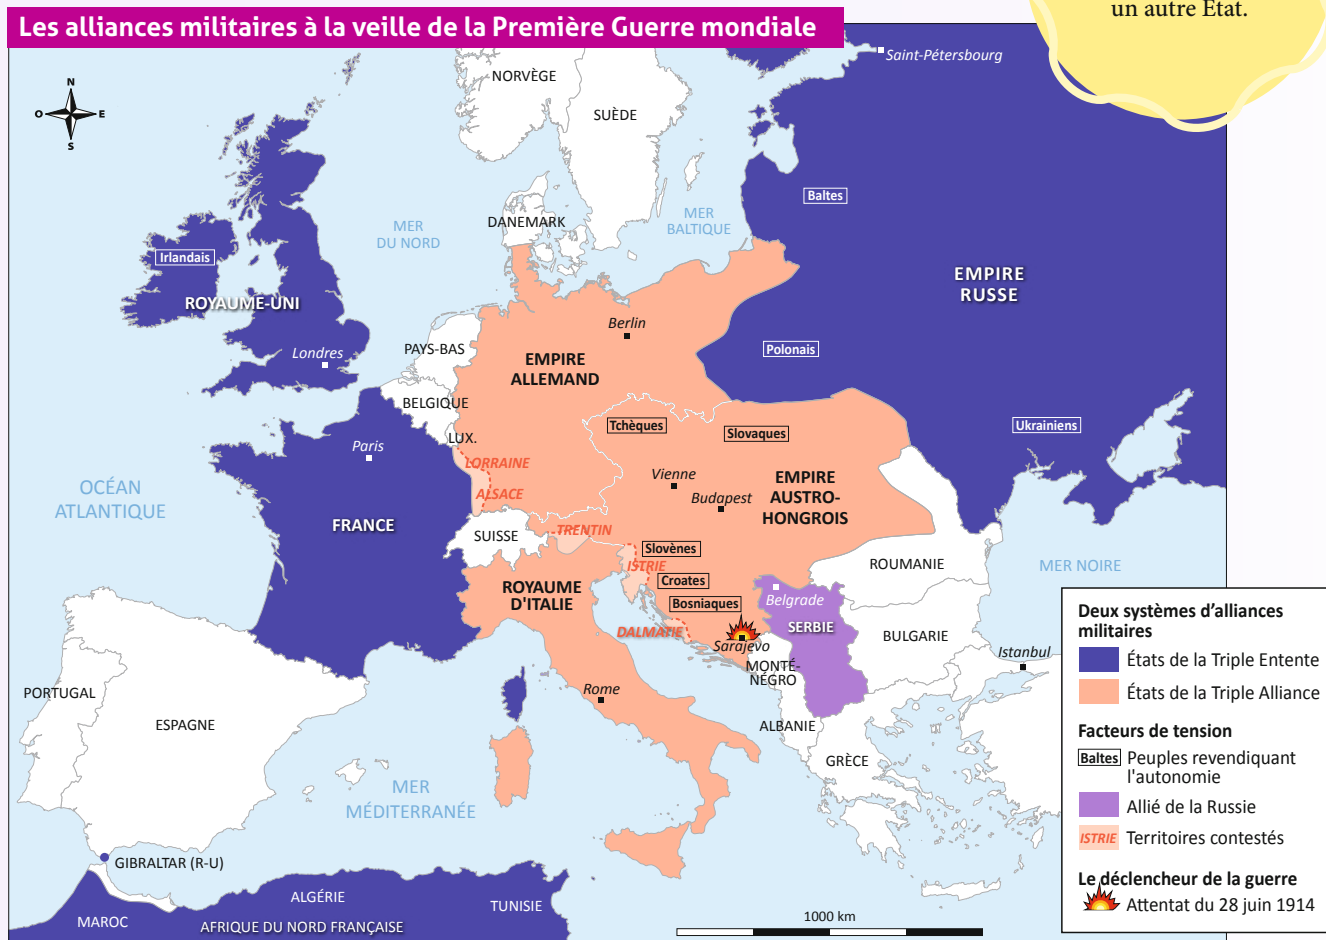 un autre État.
Les alliances militaires à la veille de la Première Guerre mondiale
N
O
E
S
NORVÈGE
SUÈDE
Saint-Pétersbourg
Baltes
MER
DU NORD
DANEMARK
MER
BALTIQUE
Irlandais
ROYAUME-UNI
Londres
EMPIRE
RUSSE
Berlin
PAYS-BAS
EMPIRE
ALLEMAND
Polonais
BELGIQUE
LUX.
Tchèques
Slovaques
Ukrainiens
Paris
LORRAINE
ALSACE
Vienne
Budapest
EMPIRE
AUSTRO-
HONGROIS
OCÉAN
ATLANTIQUE
FRANCE
SUISSE
TRENTIN
Slovènes
ISTRIE
Croates
Bosniaques
ROUMANIE
MER NOIRE
ROYAUME
D'ITALIE
Belgrade
SERBIE
DALMATIE
Sarajevo
MONTÉ-
NÉGRO
BULGARIE
Istanbul
PORTUGAL
ESPAGNE
Rome
ALBANIE
GRÈCE
MER
MÉDITERRANÉE
GIBRALTAR (R-U)
MAROC
ALGÉRIE
TUNISIE
AFRIQUE DU NORD FRANÇAISE
1000 km
Deux systèmes d'alliances
militaires
États de la Triple Entente
États de la Triple Alliance
Facteurs de tension
Baltes Peuples revendiquant
l'autonomie
Allié de la Russie
ISTRIE Territoires contestés
Le déclencheur de la guerre
Attentat du 28 juin 1914